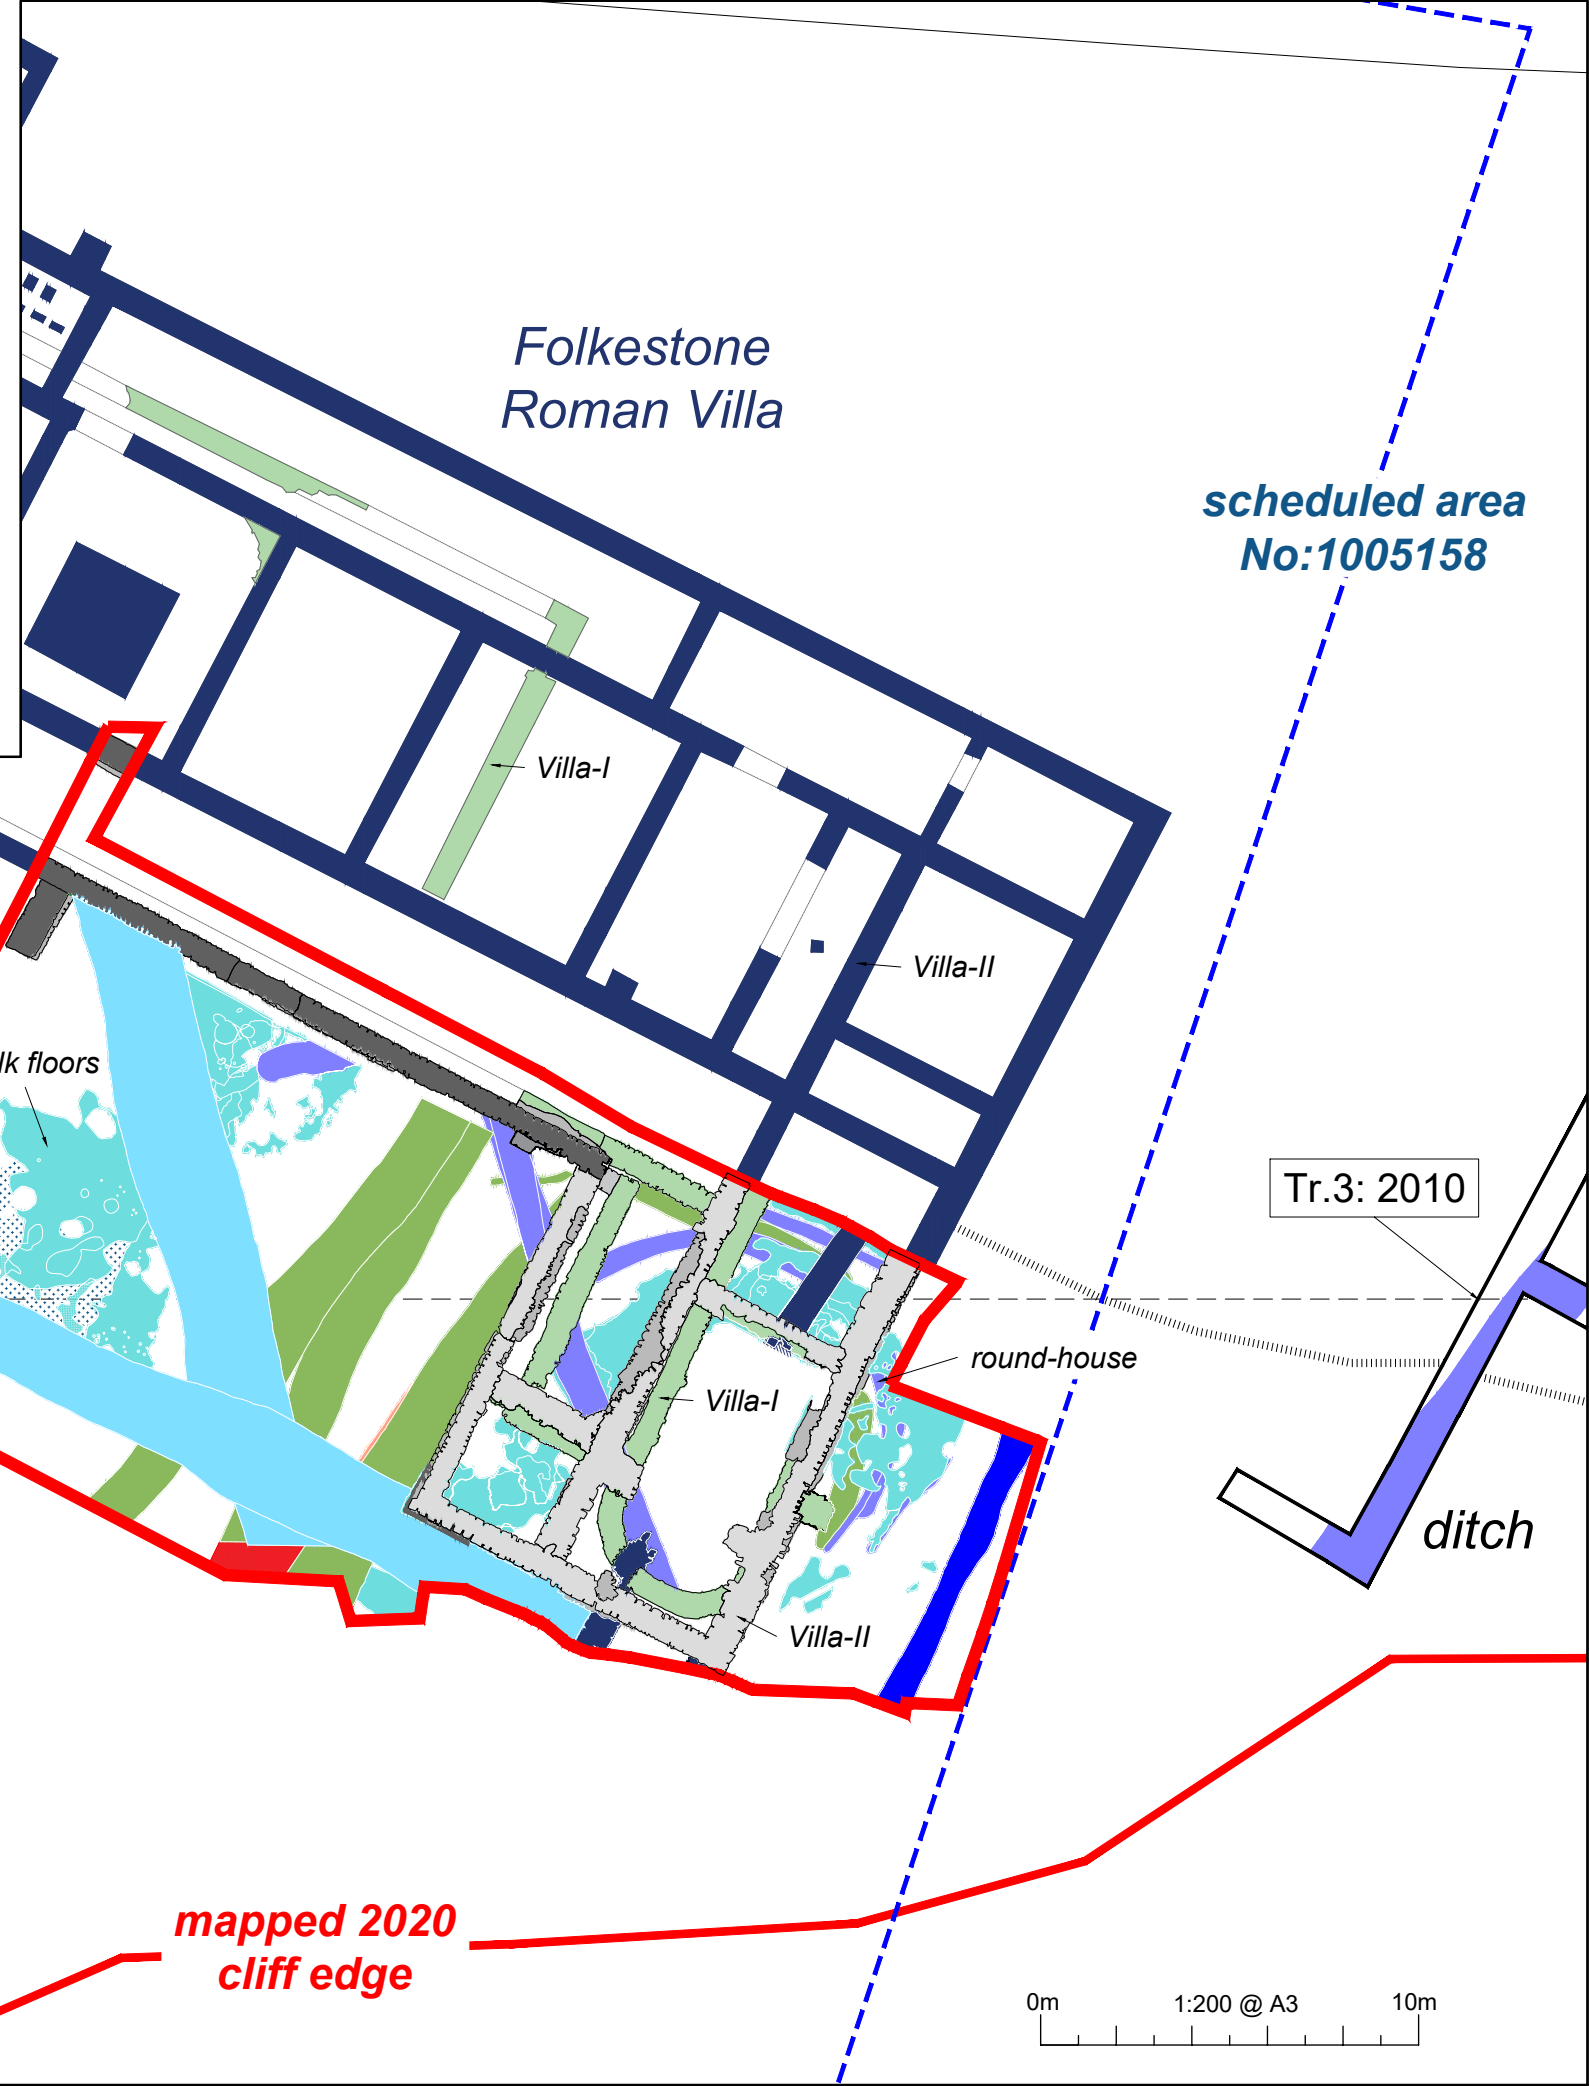 Folkestone
Roman Villa
scheduled area
No:1005158
Villa-I
Villa-II
lk floors
Tr.3: 2010
round-house
Villa-I
ditch
Villa-II
mapped 2020
cliff edge
0m 1:200 @ A3 10m